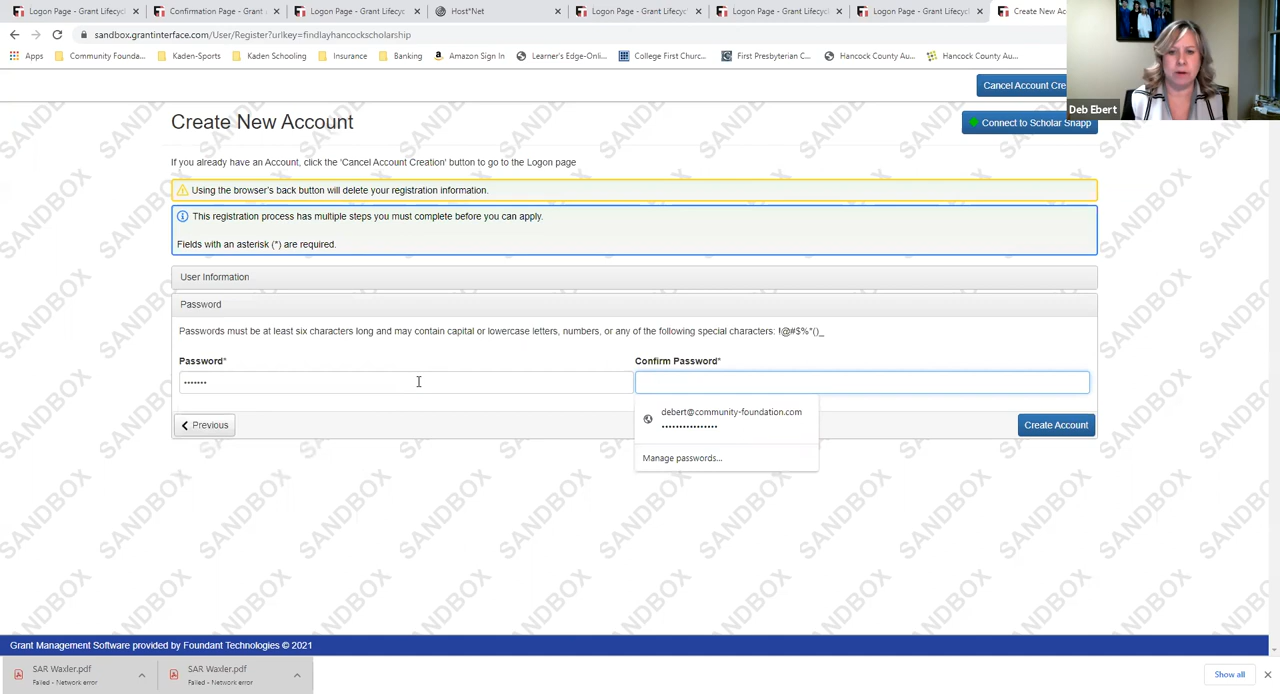 Logon Page - Grant Lifecyc
Confirmation Page - Grant
Logon Page - Grant Lifecyc
Host*Net
Logon Page - Grant Lifecyc
Logon Page - Grant Lifecyc
Logon Page - Grant Lifecyc
Create New Ac
sandbox.grantinterface.com/User/Register?urlkey=findlayhancockscholarship
Apps
Community Founda...
Kaden-Sports
Kaden Schooling
Insurance
Banking
Amazon Sign In
Learner's Edge-Onli...
College First Churc...
First Presbyterian C...
Hancock County Au...
Hancock County Au...
Cancel Account Cre
Deb Ebert
Create New Account
Connect to Scholar Snapp
If you already have an Account, click the 'Cancel Account Creation' button to go to the Logon page
Using the browser's back button will delete your registration information.
This registration process has multiple steps you must complete before you can apply.
Fields with an asterisk (*) are required.
User Information
Password
Passwords must be at least six characters long and may contain capital or lowercase letters, numbers, or any of the following special characters: !@#$%*()_
Password*
Confirm Password*
•••••••
debert@community-foundation.com
•••••••••••••••
Manage passwords...
Previous
Create Account
SANDBOX
Grant Management Software provided by Foundant Technologies © 2021
SAR Waxler.pdf
Failed - Network error
SAR Waxler.pdf
Failed - Network error
Show all